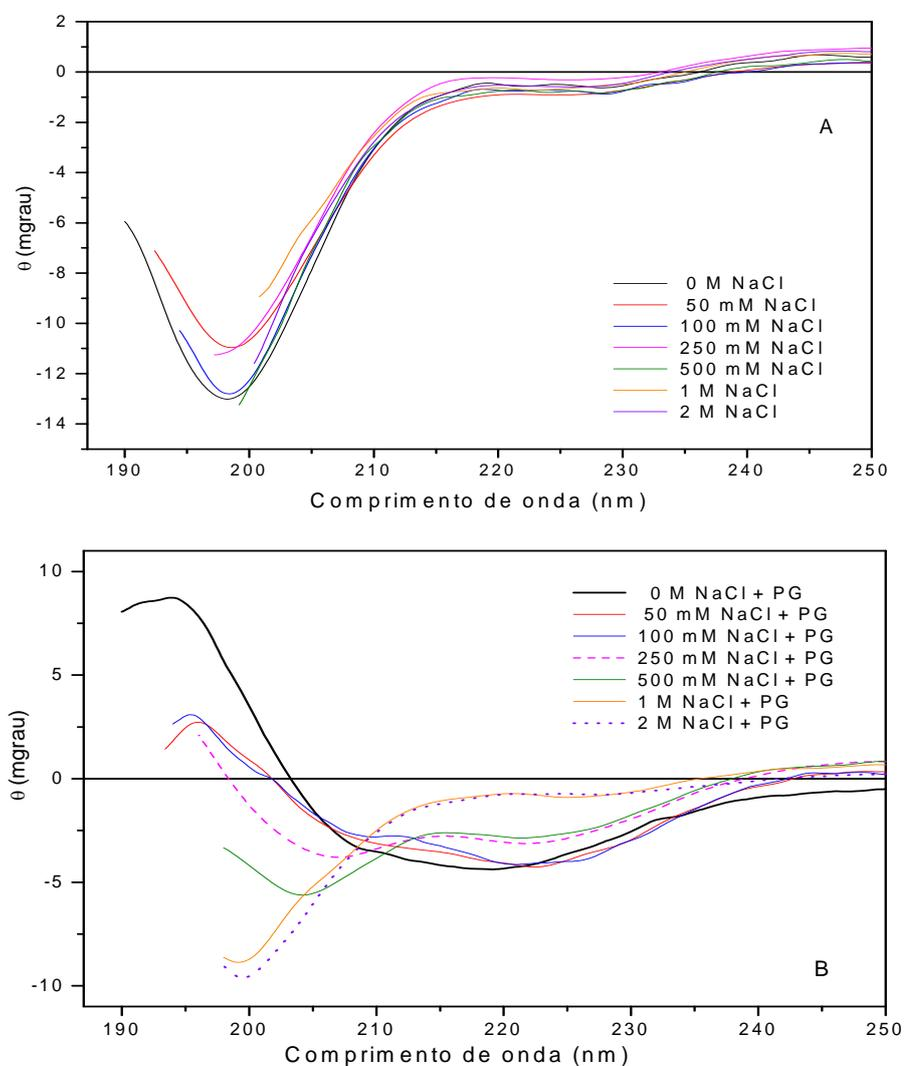 2
0
-2
-4
-6
-8
-10
-12
-14
θ (mgrau)
A
0 M NaCl
50 mM NaCl
100 mM NaCl
250 mM NaCl
500 mM NaCl
1 M NaCl
2 M NaCl
190 200 210 220 230 240 250
Comprimento de onda (nm)
10
5
0
-5
-10
θ (mgrau)
0 M NaCl + PG
50 mM NaCl + PG
100 mM NaCl + PG
250 mM NaCl + PG
500 mM NaCl + PG
1 M NaCl + PG
2 M NaCl + PG
B
190 200 210 220 230 240 250
Comprimento de onda (nm)